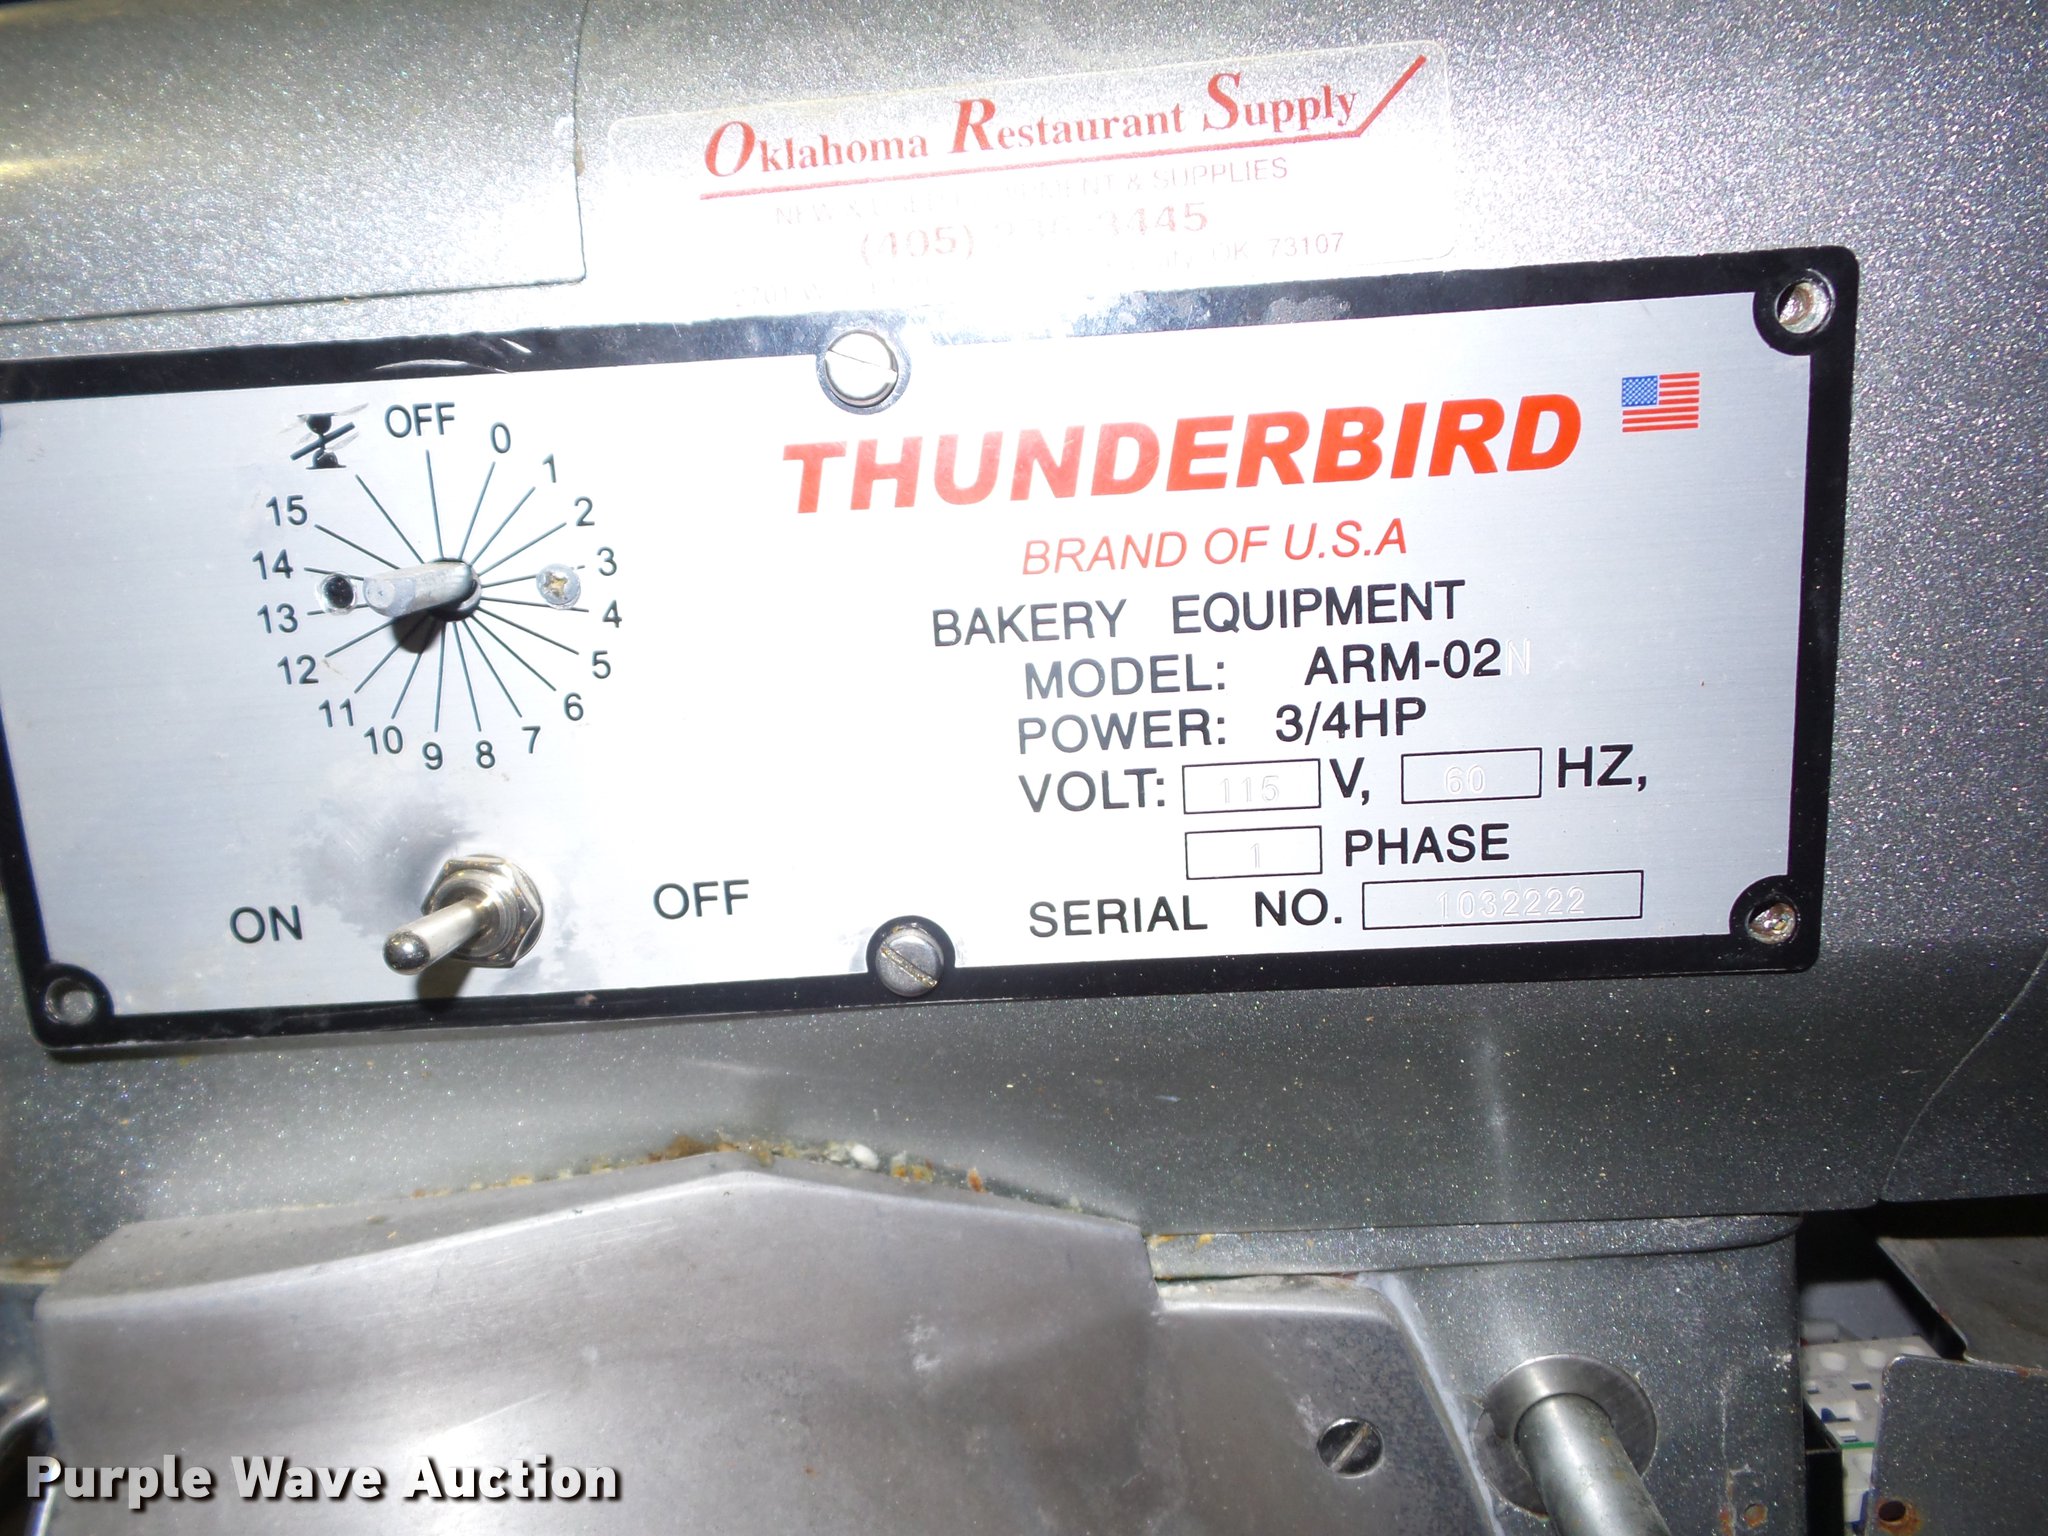 Oklahoma Restaurant Supply
& SUPPLIES
OK 73107
OFF
0
1
2
3
4
5
6
7
8
9
10
11
12
13
14
15
ON OFF
THUNDERBIRD
BRAND OF U.S.A
BAKERY EQUIPMENT
MODEL: ARM-02N
POWER: 3/4HP
VOLT: 115 V, 60 HZ,
1 PHASE
SERIAL NO. 1032222
Purple Wave Auction